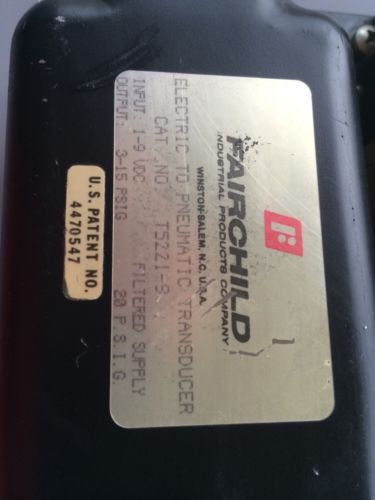 FAIRCHILD
INDUSTRIAL PRODUCTS COMPANY
WINSTON-SALEM, N.C. U.S.A.
ELECTRIC TO PNEUMATIC TRANSDUCER
CAT. NO. T5221-9
INPUT: 1-9 VDC FILTERED SUPPLY
OUTPUT: 3-15 PSIG 20 P.S.I.G.
U.S. PATENT NO.
4470547